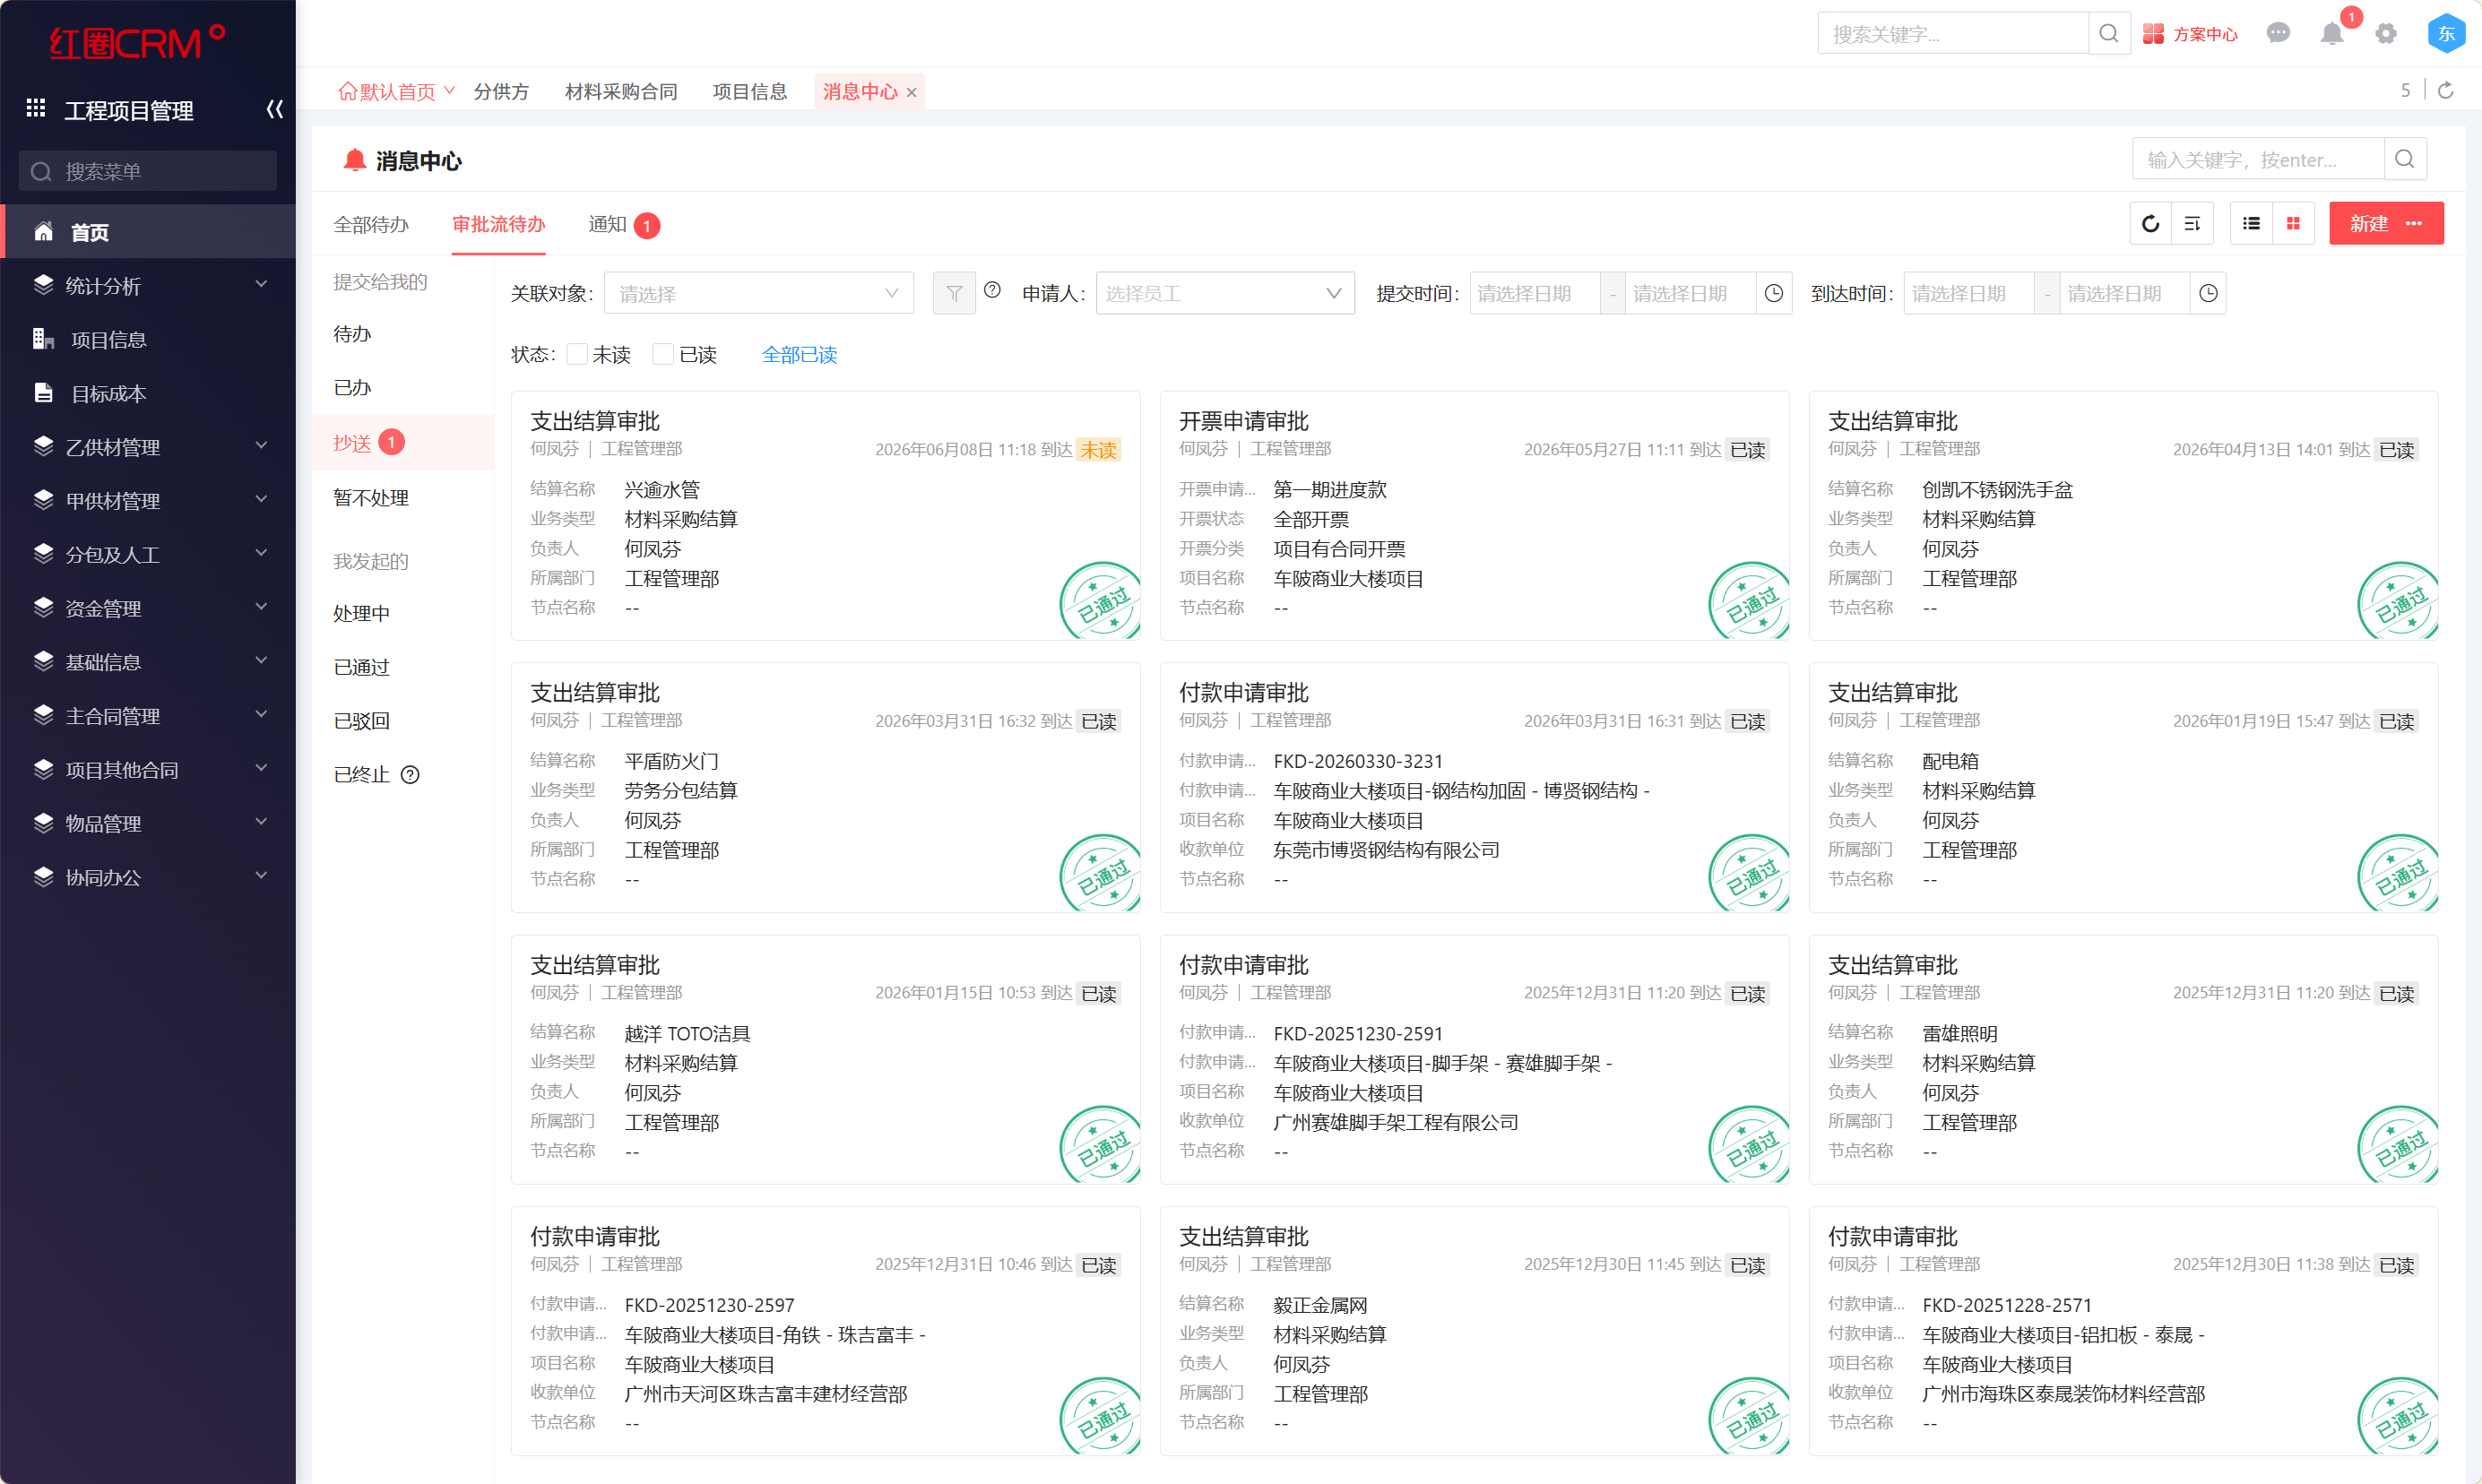 红圈CRM
搜索关键字...
方案中心
1
东
工程项目管理
搜索菜单
首页
统计分析
项目信息
目标成本
乙供材管理
甲供材管理
分包及人工
资金管理
基础信息
主合同管理
项目其他合同
物品管理
协同办公
默认首页 分供方 材料采购合同 项目信息 消息中心 5
消息中心
输入关键字，按enter...
全部待办 审批流待办 通知 1
新建
提交给我的
待办
已办
抄送 1
暂不处理
我发起的
处理中
已通过
已驳回
已终止
关联对象： 请选择 申请人： 选择员工 提交时间： 请选择日期 - 请选择日期 到达时间： 请选择日期 - 请选择日期
状态： 未读 已读 全部已读
支出结算审批
何凤芬 | 工程管理部 2026年06月08日 11:18 到达 未读
结算名称 兴逾水管
业务类型 材料采购结算
负责人 何凤芬
所属部门 工程管理部
节点名称 --
已通过
开票申请审批
何凤芬 | 工程管理部 2026年05月27日 11:11 到达 已读
开票申请... 第一期进度款
开票状态 全部开票
开票分类 项目有合同开票
项目名称 车陂商业大楼项目
节点名称 --
已通过
支出结算审批
何凤芬 | 工程管理部 2026年04月13日 14:01 到达 已读
结算名称 创凯不锈钢洗手盆
业务类型 材料采购结算
负责人 何凤芬
所属部门 工程管理部
节点名称 --
已通过
支出结算审批
何凤芬 | 工程管理部 2026年03月31日 16:32 到达 已读
结算名称 平盾防火门
业务类型 劳务分包结算
负责人 何凤芬
所属部门 工程管理部
节点名称 --
已通过
付款申请审批
何凤芬 | 工程管理部 2026年03月31日 16:31 到达 已读
付款申请... FKD-20260330-3231
付款申请... 车陂商业大楼项目-钢结构加固 - 博贤钢结构 -
项目名称 车陂商业大楼项目
收款单位 东莞市博贤钢结构有限公司
节点名称 --
已通过
支出结算审批
何凤芬 | 工程管理部 2026年01月19日 15:47 到达 已读
结算名称 配电箱
业务类型 材料采购结算
负责人 何凤芬
所属部门 工程管理部
节点名称 --
已通过
支出结算审批
何凤芬 | 工程管理部 2026年01月15日 10:53 到达 已读
结算名称 越洋 TOTO洁具
业务类型 材料采购结算
负责人 何凤芬
所属部门 工程管理部
节点名称 --
已通过
付款申请审批
何凤芬 | 工程管理部 2025年12月31日 11:20 到达 已读
付款申请... FKD-20251230-2591
付款申请... 车陂商业大楼项目-脚手架 - 赛雄脚手架 -
项目名称 车陂商业大楼项目
收款单位 广州赛雄脚手架工程有限公司
节点名称 --
已通过
支出结算审批
何凤芬 | 工程管理部 2025年12月31日 11:20 到达 已读
结算名称 雷雄照明
业务类型 材料采购结算
负责人 何凤芬
所属部门 工程管理部
节点名称 --
已通过
付款申请审批
何凤芬 | 工程管理部 2025年12月31日 10:46 到达 已读
付款申请... FKD-20251230-2597
付款申请... 车陂商业大楼项目-角铁 - 珠吉富丰 -
项目名称 车陂商业大楼项目
收款单位 广州市天河区珠吉富丰建材经营部
节点名称 --
已通过
支出结算审批
何凤芬 | 工程管理部 2025年12月30日 11:45 到达 已读
结算名称 毅正金属网
业务类型 材料采购结算
负责人 何凤芬
所属部门 工程管理部
节点名称 --
已通过
付款申请审批
何凤芬 | 工程管理部 2025年12月30日 11:38 到达 已读
付款申请... FKD-20251228-2571
付款申请... 车陂商业大楼项目-铝扣板 - 泰晟 -
项目名称 车陂商业大楼项目
收款单位 广州市海珠区泰晟装饰材料经营部
节点名称 --
已通过